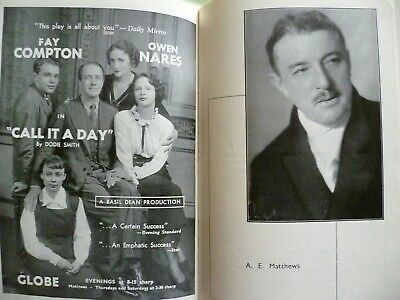 "This play is all about you"—Daily Mirror
FAY COMPTON
OWEN NARES
IN
"CALL IT A DAY"
By DODIE SMITH
A BASIL DEAN PRODUCTION
"...A Certain Success"
—Evening Standard
"...An Emphatic Success"
—Star
GLOBE
EVENINGS at 8-15 sharp
Matinees - Thursdays and Saturdays at 2-30 sharp
A. E. Matthews